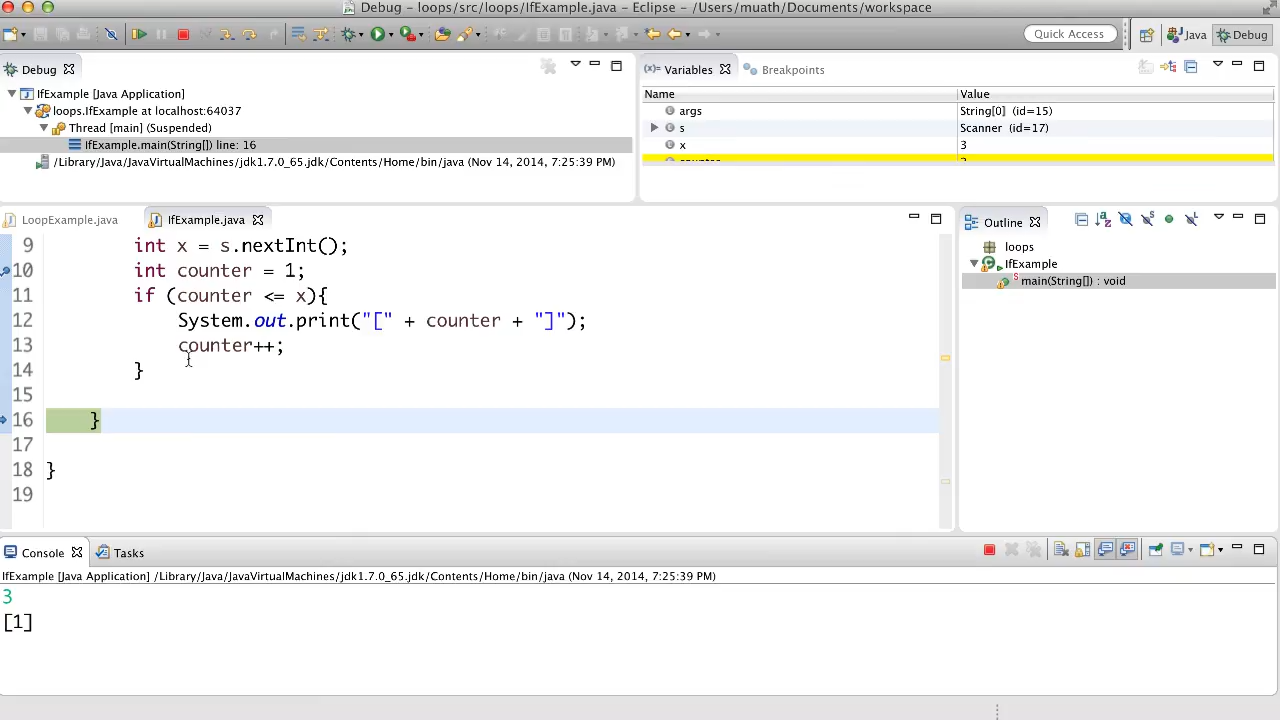 Debug - loops/src/loops/IfExample.java - Eclipse - /Users/muath/Documents/workspace
Quick Access
Java
Debug
Debug
IfExample [Java Application]
loops.IfExample at localhost:64037
Thread [main] (Suspended)
IfExample.main(String[]) line: 16
/Library/Java/JavaVirtualMachines/jdk1.7.0_65.jdk/Contents/Home/bin/java (Nov 14, 2014, 7:25:39 PM)
(x)= Variables
Breakpoints
Name Value
args String[0] (id=15)
s Scanner (id=17)
x 3
LoopExample.java
IfExample.java
9 int x = s.nextInt();
10 int counter = 1;
11 if (counter <= x){
12 System.out.print("[" + counter + "]");
13 counter++;
14 }
15
16 }
17
18 }
19
Outline
loops
IfExample
main(String[]) : void
Console
Tasks
IfExample [Java Application] /Library/Java/JavaVirtualMachines/jdk1.7.0_65.jdk/Contents/Home/bin/java (Nov 14, 2014, 7:25:39 PM)
3
[1]